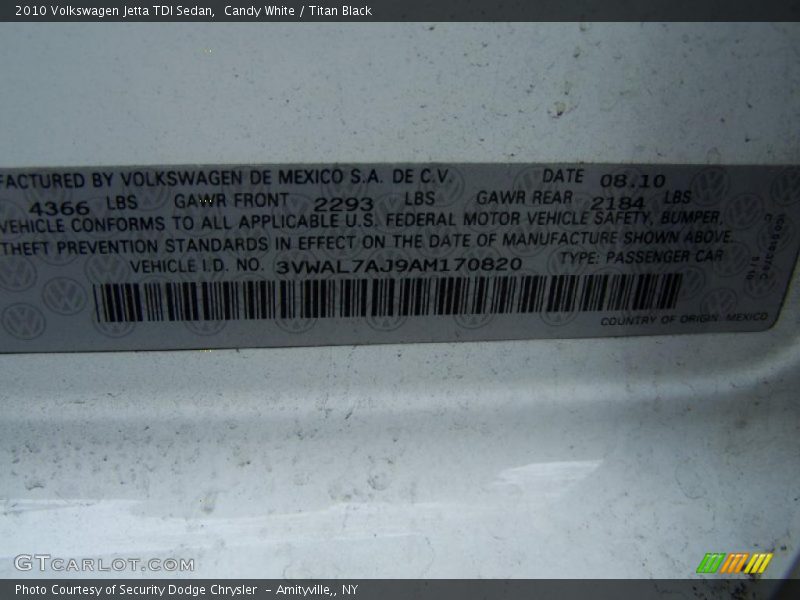 2010 Volkswagen Jetta TDI Sedan,  Candy White / Titan Black
FACTURED BY VOLKSWAGEN DE MEXICO S.A. DE C.V. DATE 08.10
4366 LBS GAWR FRONT 2293 LBS GAWR REAR 2184 LBS
VEHICLE CONFORMS TO ALL APPLICABLE U.S. FEDERAL MOTOR VEHICLE SAFETY, BUMPER,
THEFT PREVENTION STANDARDS IN EFFECT ON THE DATE OF MANUFACTURE SHOWN ABOVE.
VEHICLE I.D. NO. 3VWAL7AJ9AM170820 TYPE: PASSENGER CAR
COUNTRY OF ORIGIN: MEXICO
GTCARLOT.COM
Photo Courtesy of Security Dodge Chrysler  - Amityville,, NY